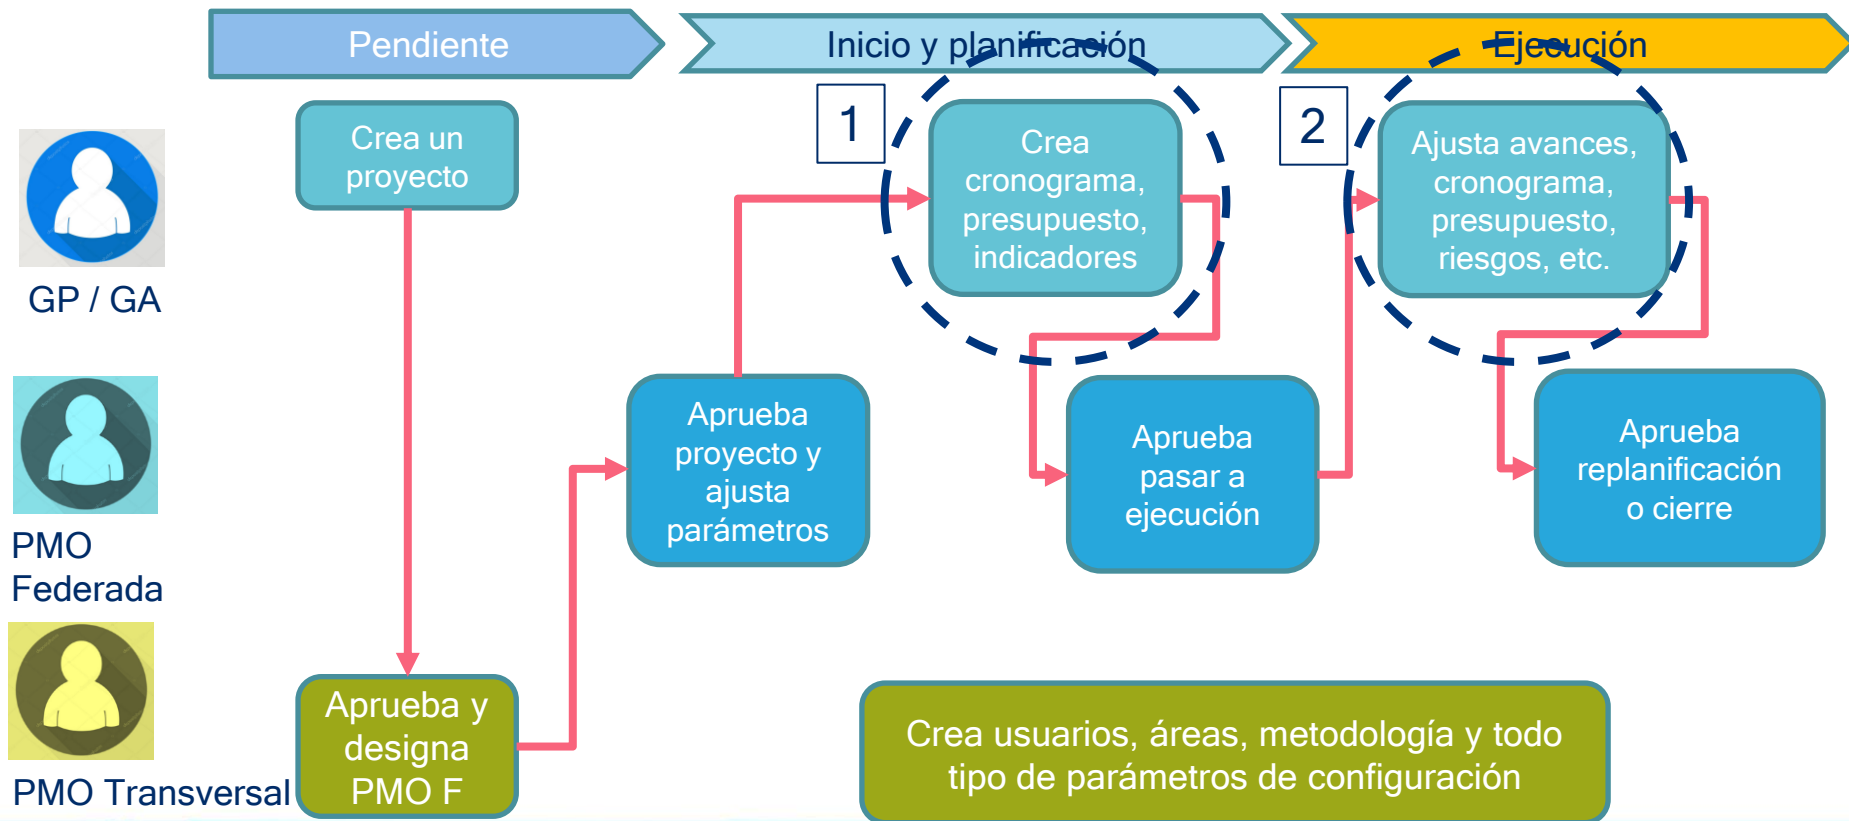 Pendiente
Inicio y planificación
Ejecución
Crea un
proyecto
1
Crea
cronograma,
presupuesto,
indicadores
2
Ajusta avances,
cronograma,
presupuesto,
riesgos, etc.
GP / GA
Aprueba
proyecto y
ajusta
parámetros
Aprueba
pasar a
ejecución
Aprueba
replanificación
o cierre
PMO
Federada
Aprueba y
designa
PMO F
Crea usuarios, áreas, metodología y todo
tipo de parámetros de configuración
PMO Transversal